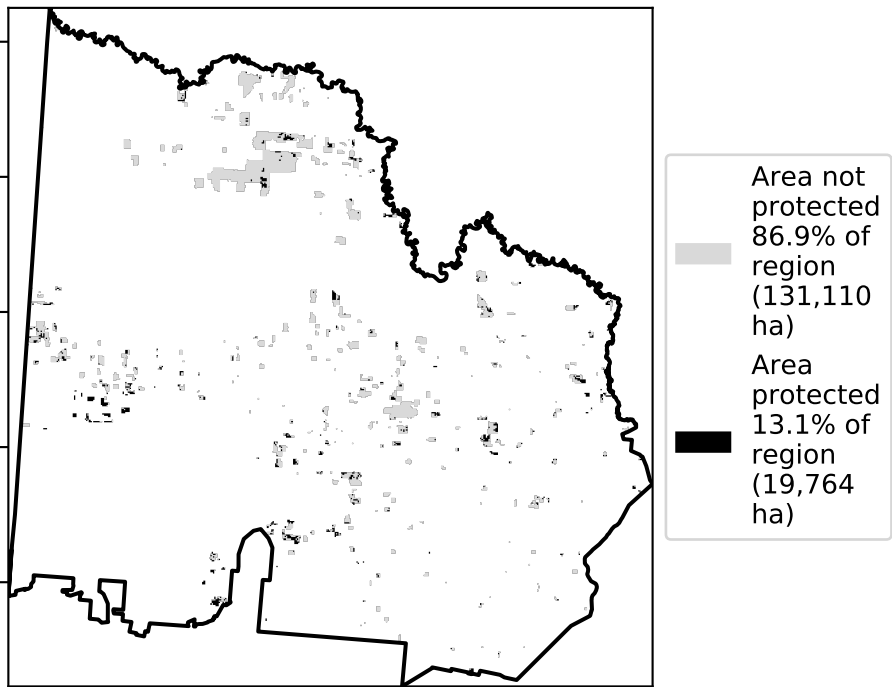 Area not
protected
86.9% of
region
(131,110
ha)
Area
protected
13.1% of
region
(19,764
ha)